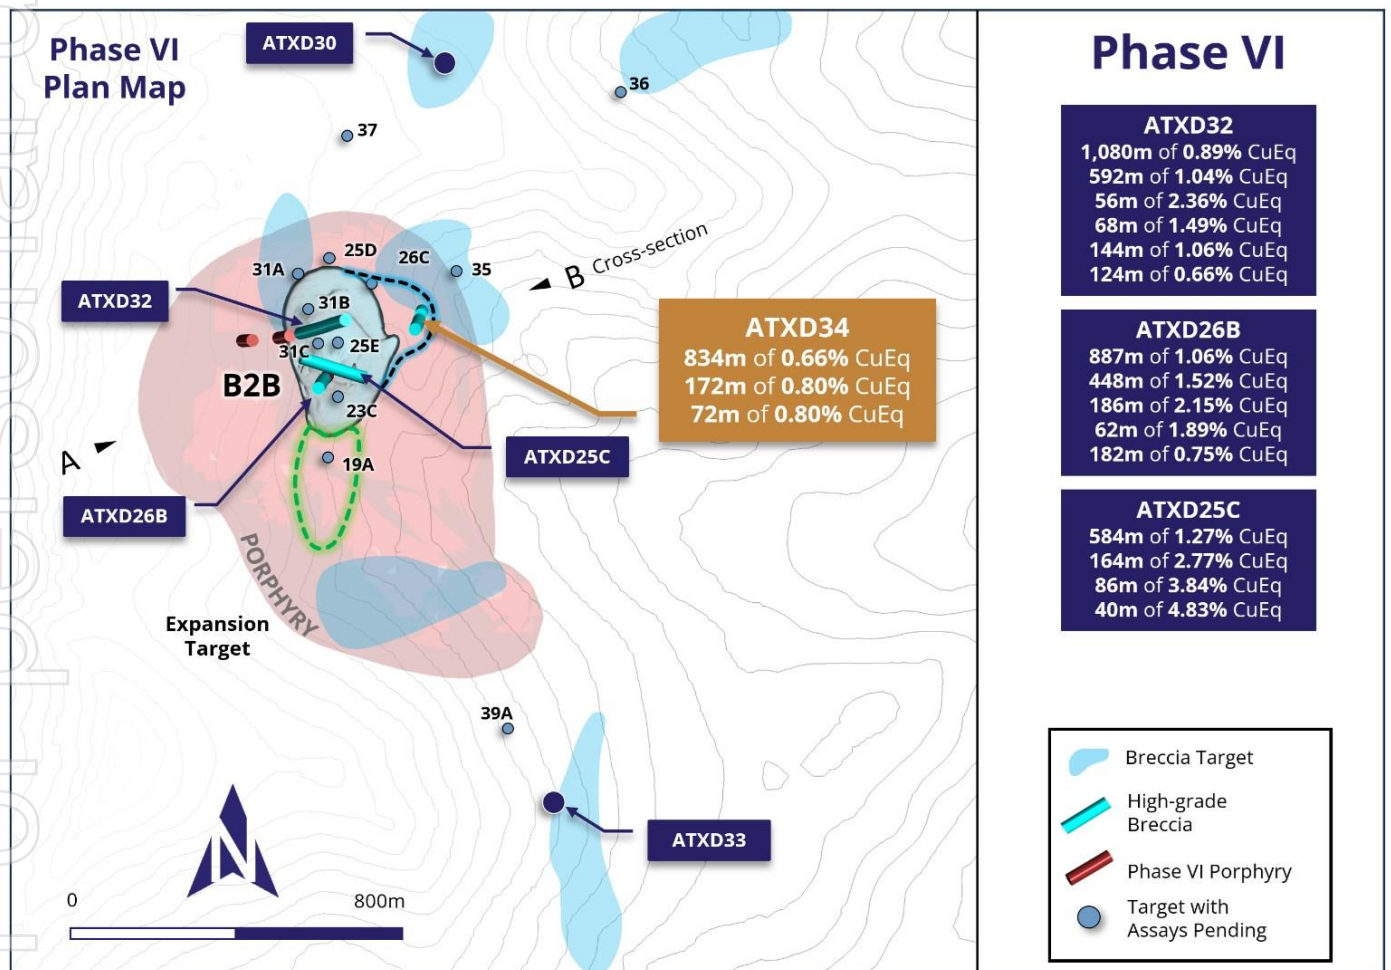 Phase VI
Plan Map
ATXD30
36
37
25D
26C
35
31A
B Cross-section
ATXD32
31B
31C
25E
B2B
23C
ATXD34
834m of 0.66% CuEq
172m of 0.80% CuEq
72m of 0.80% CuEq
A
19A
ATXD25C
ATXD26B
PORPHYRY
Expansion
Target
39A
ATXD33
N
0
800m
Phase VI
ATXD32
1,080m of 0.89% CuEq
592m of 1.04% CuEq
56m of 2.36% CuEq
68m of 1.49% CuEq
144m of 1.06% CuEq
124m of 0.66% CuEq
ATXD26B
887m of 1.06% CuEq
448m of 1.52% CuEq
186m of 2.15% CuEq
62m of 1.89% CuEq
182m of 0.75% CuEq
ATXD25C
584m of 1.27% CuEq
164m of 2.77% CuEq
86m of 3.84% CuEq
40m of 4.83% CuEq
Breccia Target
High-grade
Breccia
Phase VI Porphyry
Target with
Assays Pending